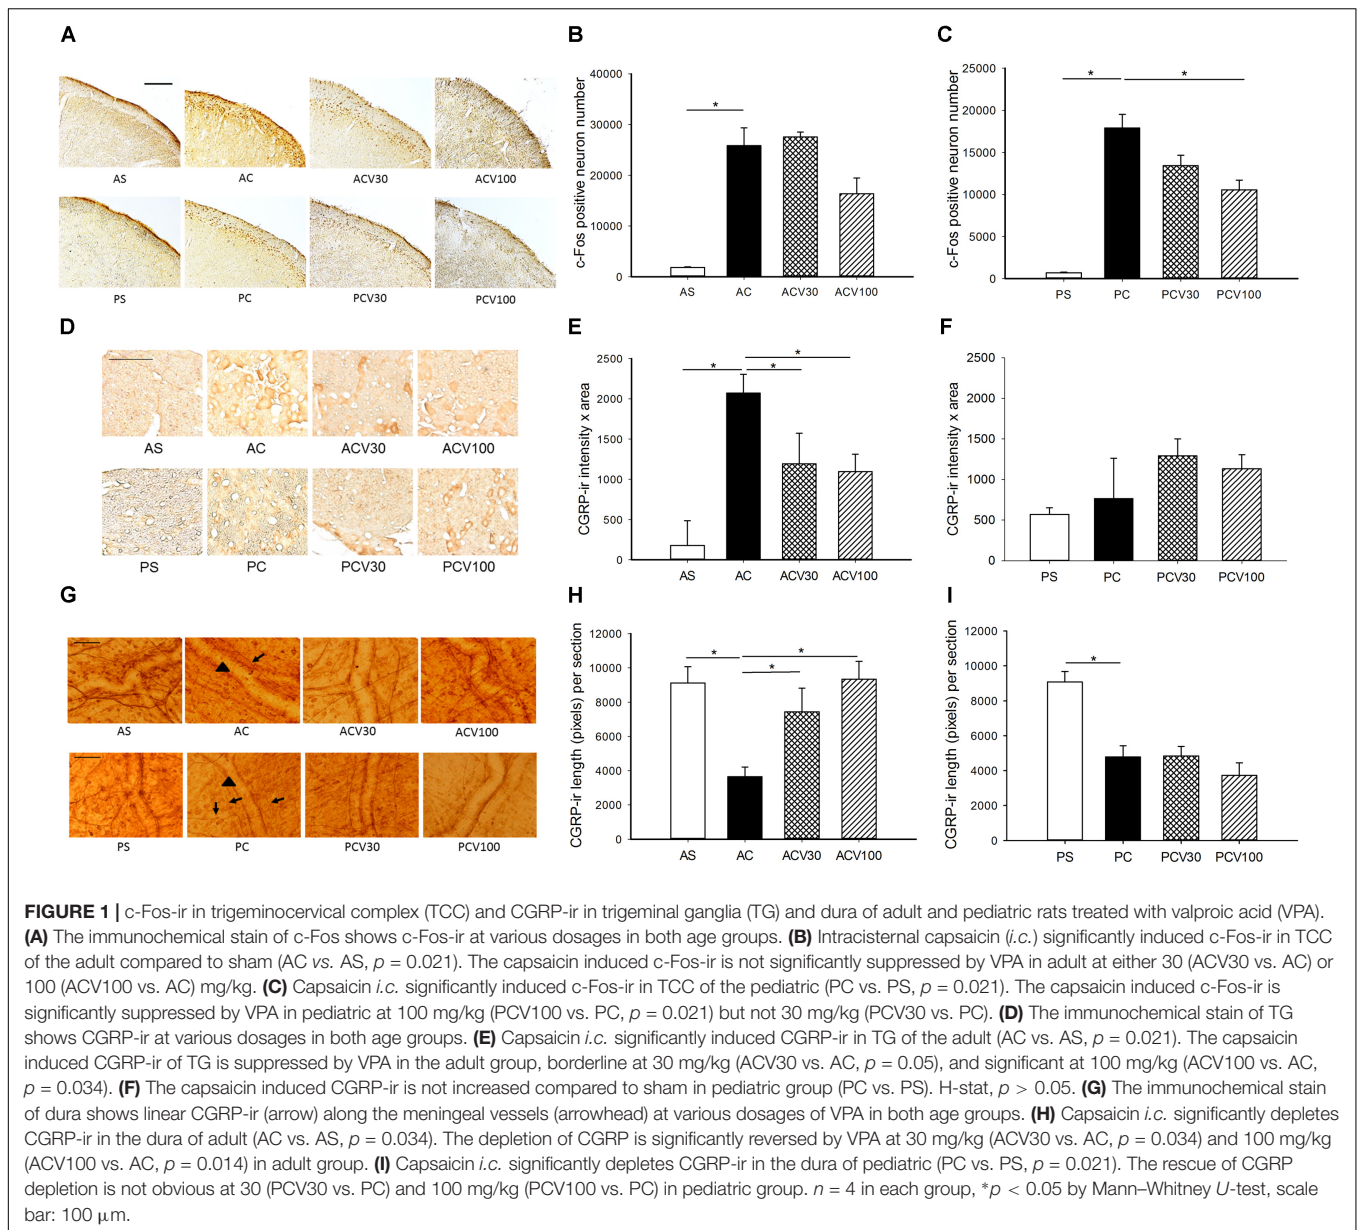 A
AS
AC
ACV30
ACV100
PS
PC
PCV30
PCV100
B
c-Fos positive neuron number
40000
30000
20000
10000
0
*
AS
AC
ACV30
ACV100
C
c-Fos positive neuron number
25000
20000
15000
10000
5000
0
*
*
PS
PC
PCV30
PCV100
D
AS
AC
ACV30
ACV100
PS
PC
PCV30
PCV100
E
CGRP-ir intensity x area
2500
2000
1500
1000
500
0
*
*
*
AS
AC
ACV30
ACV100
F
CGRP-ir intensity x area
2500
2000
1500
1000
500
0
PS
PC
PCV30
PCV100
G
AS
AC
ACV30
ACV100
PS
PC
PCV30
PCV100
H
CGRP-ir length (pixels) per section
12000
10000
8000
6000
4000
2000
0
*
*
*
AS
AC
ACV30
ACV100
I
CGRP-ir length (pixels) per section
12000
10000
8000
6000
4000
2000
0
*
PS
PC
PCV30
PCV100
FIGURE 1 | c-Fos-ir in trigeminocervical complex (TCC) and CGRP-ir in trigeminal ganglia (TG) and dura of adult and pediatric rats treated with valproic acid (VPA).
(A) The immunochemical stain of c-Fos shows c-Fos-ir at various dosages in both age groups. (B) Intracisternal capsaicin (i.c.) significantly induced c-Fos-ir in TCC
of the adult compared to sham (AC vs. AS, p = 0.021). The capsaicin induced c-Fos-ir is not significantly suppressed by VPA in adult at either 30 (ACV30 vs. AC) or
100 (ACV100 vs. AC) mg/kg. (C) Capsaicin i.c. significantly induced c-Fos-ir in TCC of the pediatric (PC vs. PS, p = 0.021). The capsaicin induced c-Fos-ir is
significantly suppressed by VPA in pediatric at 100 mg/kg (PCV100 vs. PC, p = 0.021) but not 30 mg/kg (PCV30 vs. PC). (D) The immunochemical stain of TG
shows CGRP-ir at various dosages in both age groups. (E) Capsaicin i.c. significantly induced CGRP-ir in TG of the adult (AC vs. AS, p = 0.021). The capsaicin
induced CGRP-ir of TG is suppressed by VPA in the adult group, borderline at 30 mg/kg (ACV30 vs. AC, p = 0.05), and significant at 100 mg/kg (ACV100 vs. AC,
p = 0.034). (F) The capsaicin induced CGRP-ir is not increased compared to sham in pediatric group (PC vs. PS). H-stat, p > 0.05. (G) The immunochemical stain
of dura shows linear CGRP-ir (arrow) along the meningeal vessels (arrowhead) at various dosages of VPA in both age groups. (H) Capsaicin i.c. significantly depletes
CGRP-ir in the dura of adult (AC vs. AS, p = 0.034). The depletion of CGRP is significantly reversed by VPA at 30 mg/kg (ACV30 vs. AC, p = 0.034) and 100 mg/kg
(ACV100 vs. AC, p = 0.014) in adult group. (I) Capsaicin i.c. significantly depletes CGRP-ir in the dura of pediatric (PC vs. PS, p = 0.021). The rescue of CGRP
depletion is not obvious at 30 (PCV30 vs. PC) and 100 mg/kg (PCV100 vs. PC) in pediatric group. n = 4 in each group, *p < 0.05 by Mann–Whitney U-test, scale
bar: 100 μm.